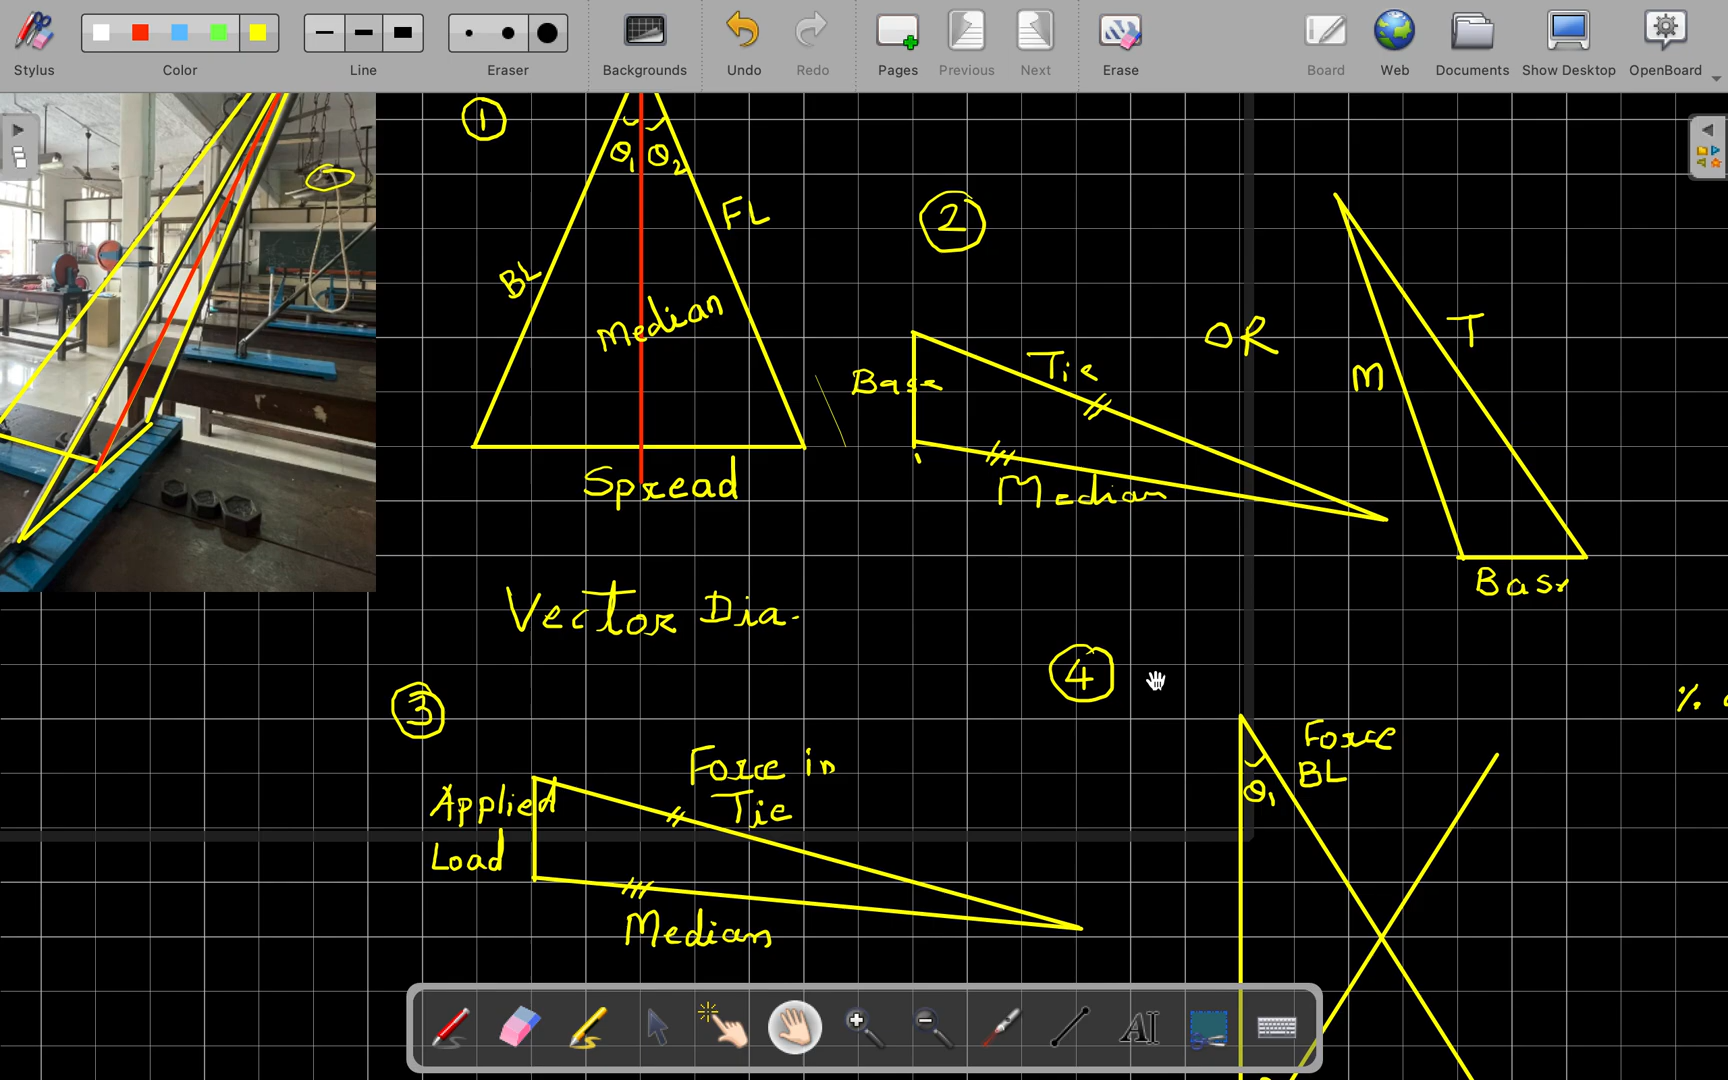 Stylus
Color
Line
Eraser
Backgrounds
Undo
Redo
Pages
Previous
Next
Erase
Board
Web
Documents
Show Desktop
OpenBoard
1
θ1 θ2
BL
FL
Median
Spread
2
Base
Tie
Median
OR
M
T
Base
Vector Dia.
3
Applied
Load
Force in
Tie
Median
4
Force
BL
θ1
%
AI